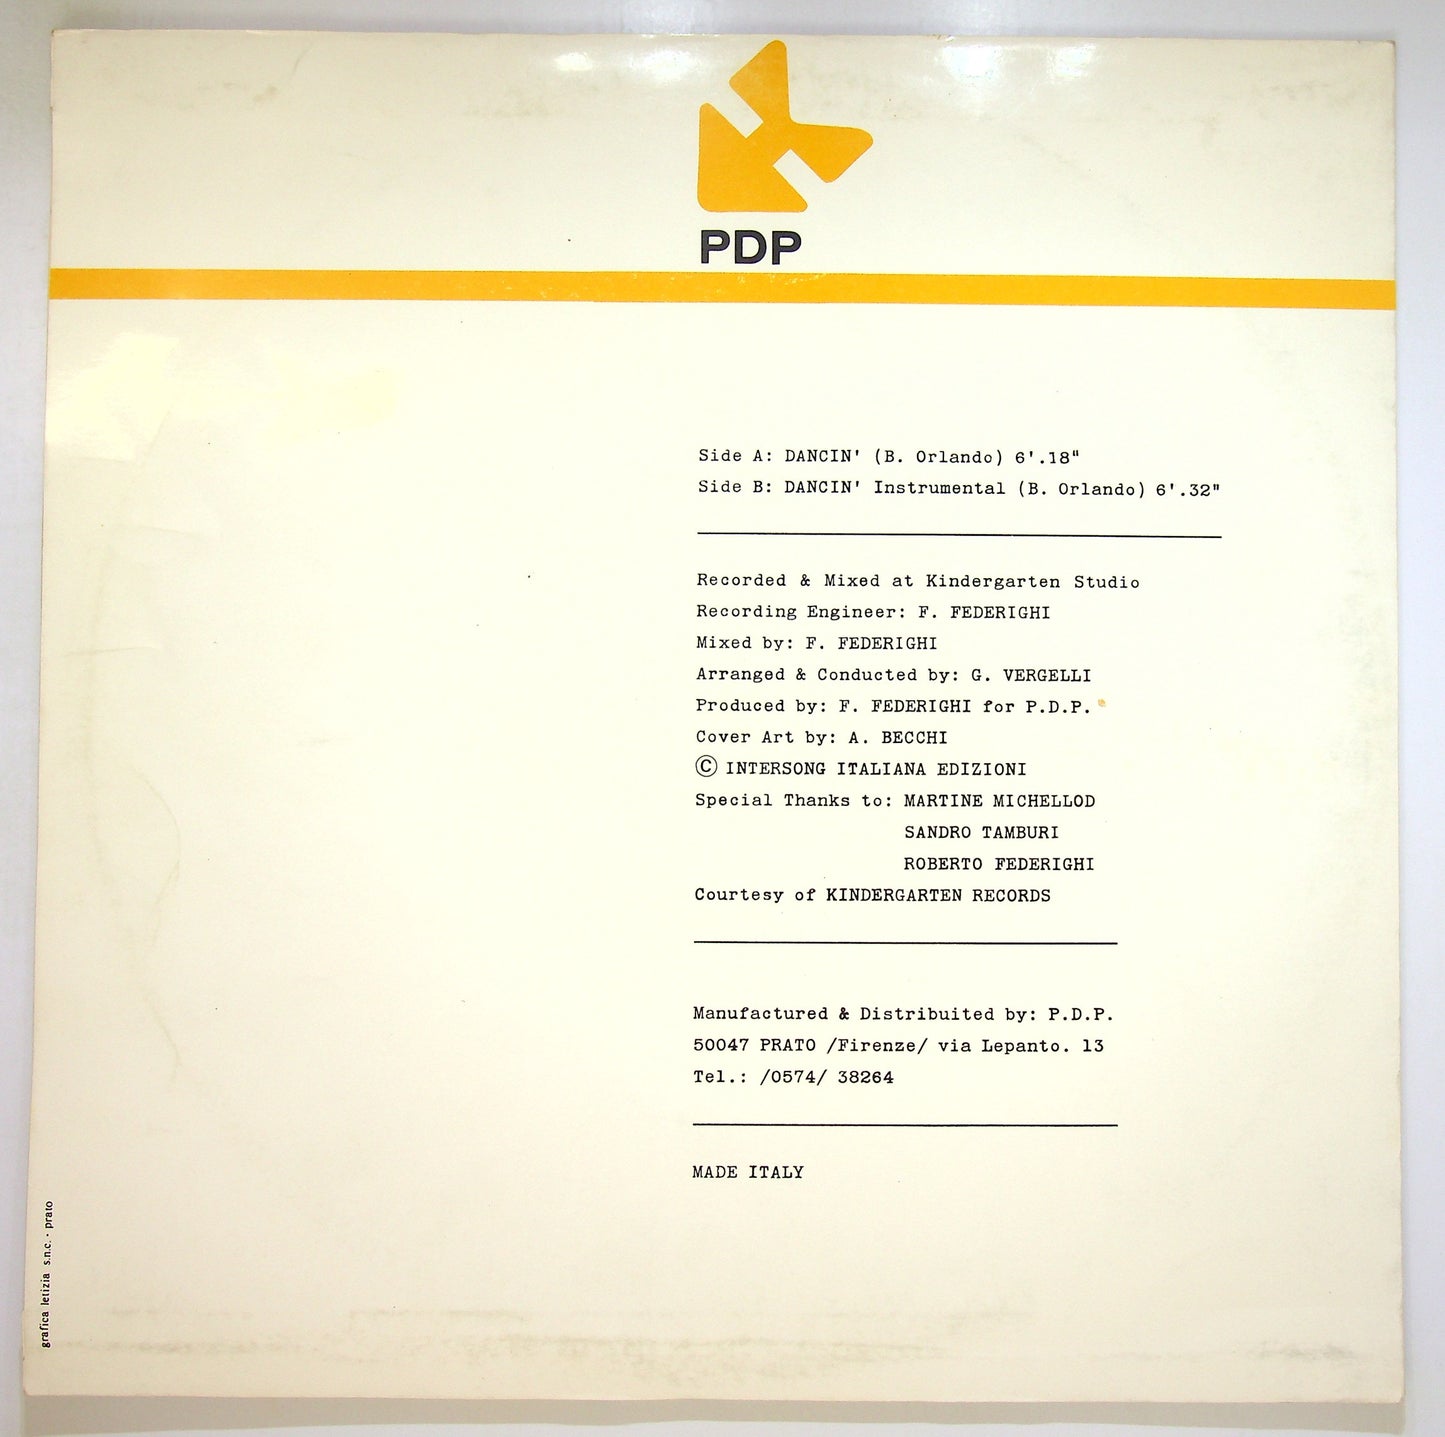 PDP
Side A: DANCIN' (B. Orlando) 6'.18"
Side B: DANCIN' Instrumental (B. Orlando) 6'.32"
Recorded & Mixed at Kindergarten Studio
Recording Engineer: F. FEDERIGHI
Mixed by: F. FEDERIGHI
Arranged & Conducted by: G. VERGELLI
Produced by: F. FEDERIGHI for P.D.P.
Cover Art by: A. BECCHI
© INTERSONG ITALIANA EDIZIONI
Special Thanks to: MARTINE MICHELLOD
SANDRO TAMBURI
ROBERTO FEDERIGHI
Courtesy of KINDERGARTEN RECORDS
Manufactured & Distribuited by: P.D.P.
50047 PRATO /Firenze/ via Lepanto. 13
Tel.: /0574/ 38264
MADE ITALY
grafica letizia s.n.c. - prato